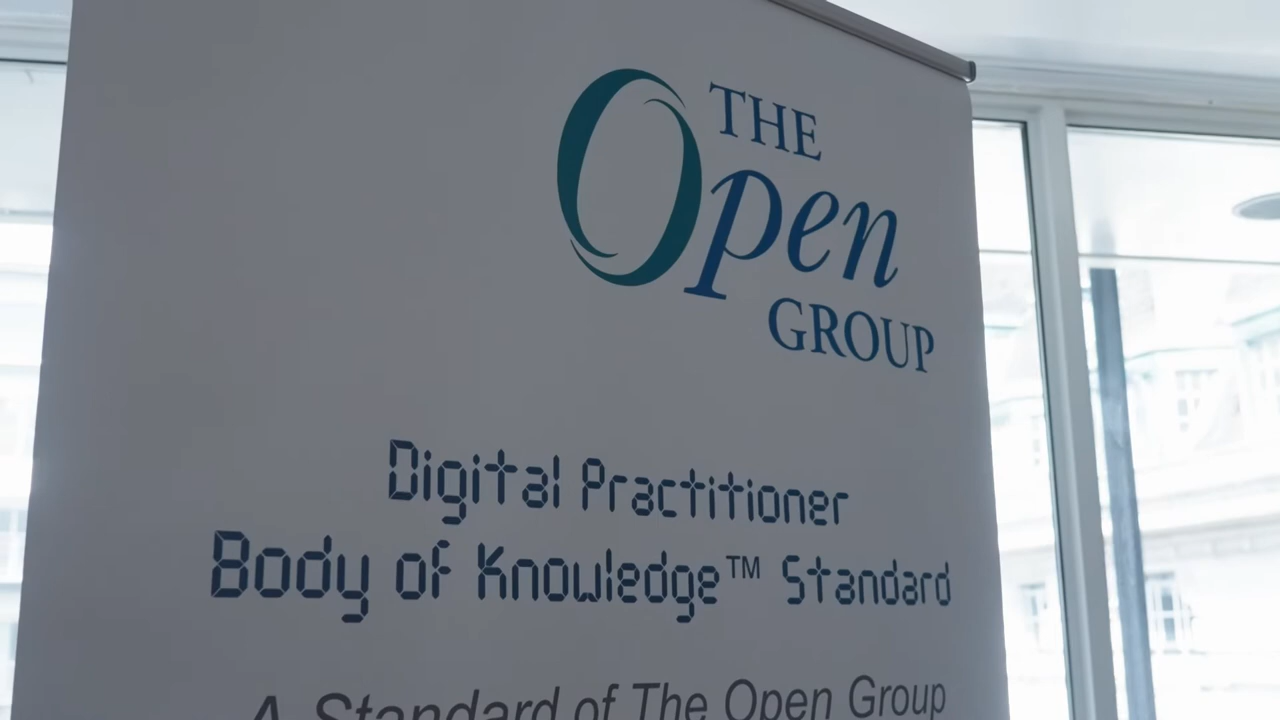 THE
Open
GROUP
Digital Practitioner
Body of Knowledge™ Standard
A Standard of The Open Group